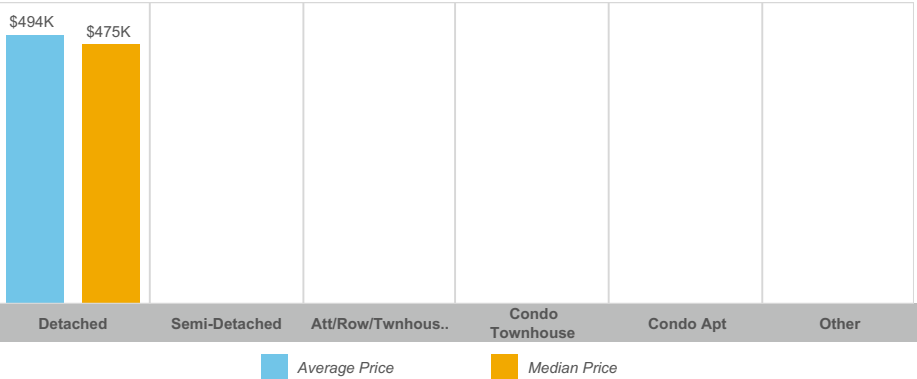 $494K
$475K
Detached
Semi-Detached
Att/Row/Twnhous..
Condo
Townhouse
Condo Apt
Other
Average Price
Median Price